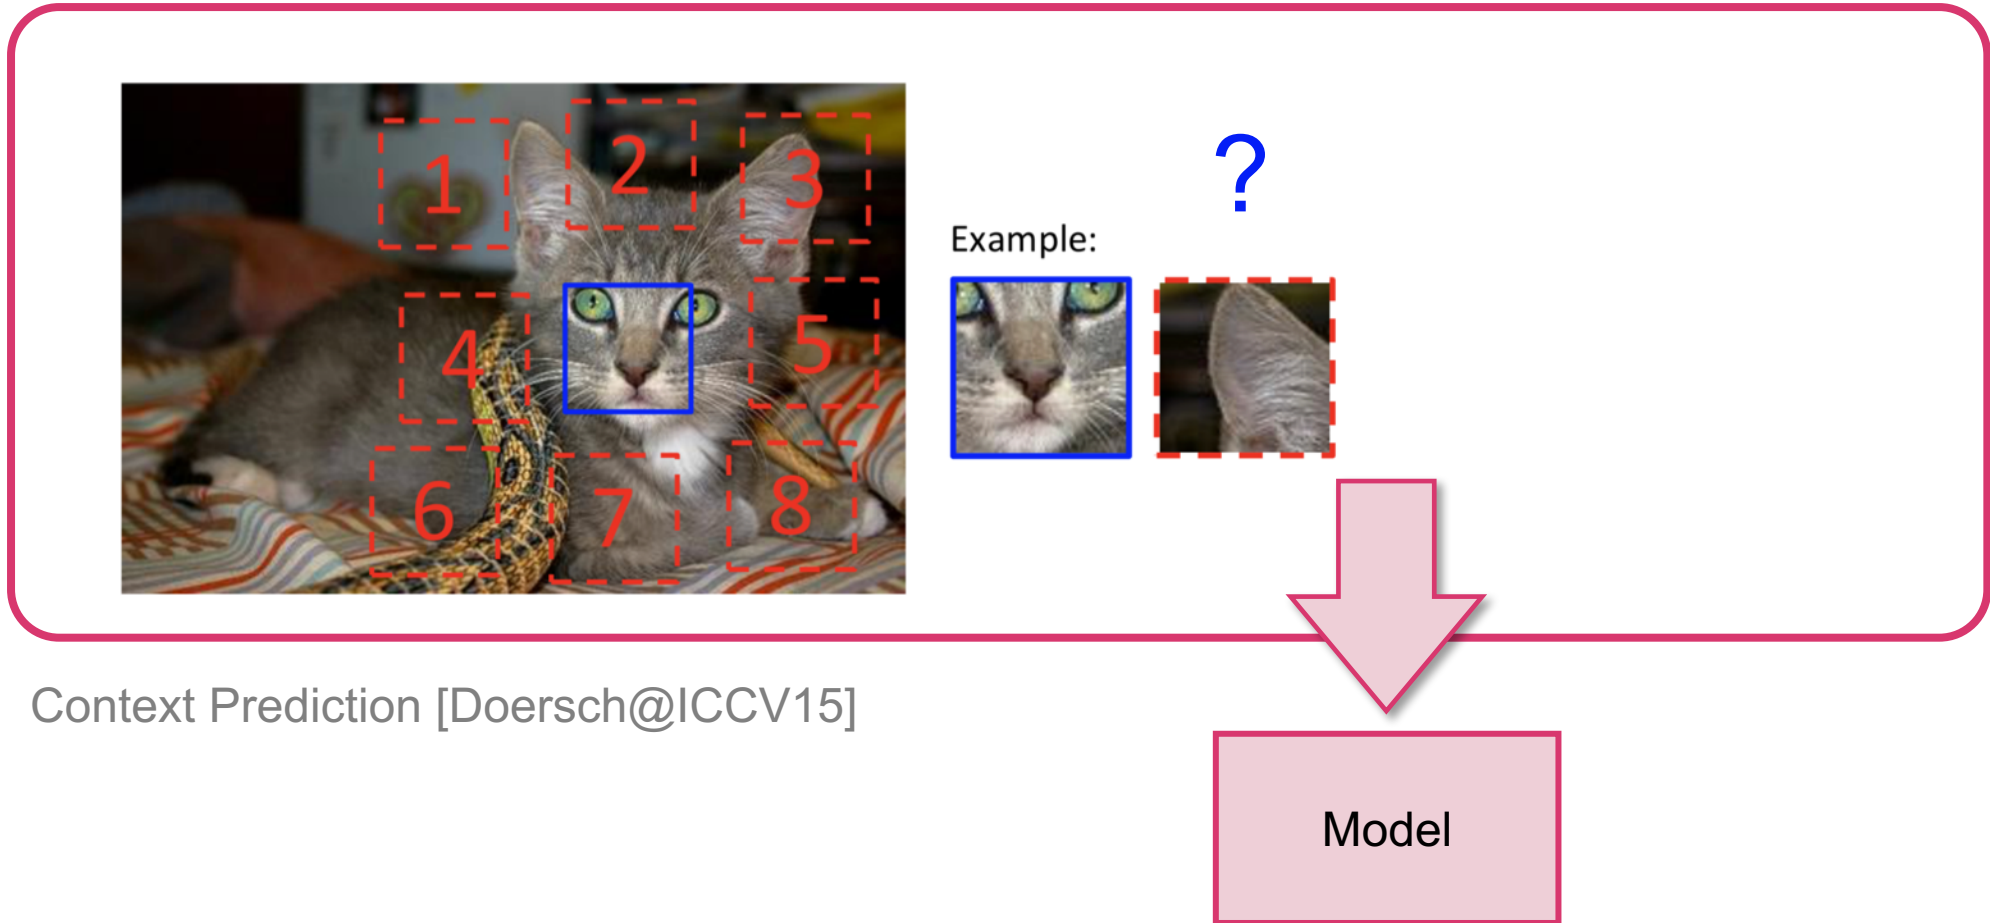 1 2 3
4 5
6 7 8
?
Example:
Context Prediction [Doersch@ICCV15]
Model